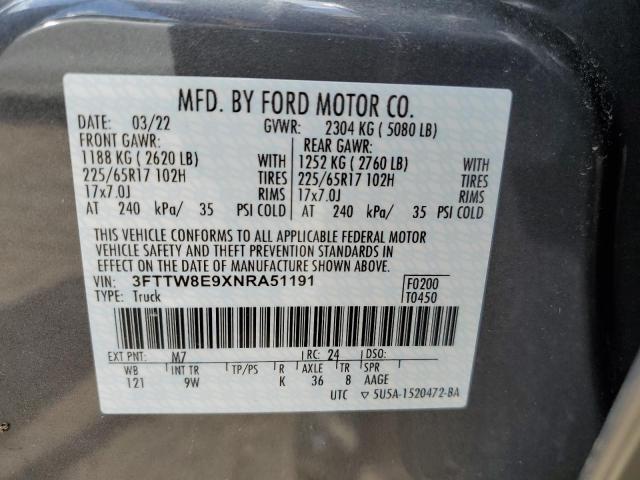 MFD. BY FORD MOTOR CO.
DATE: 03/22 GVWR: 2304 KG ( 5080 LB)
FRONT GAWR: REAR GAWR:
1188 KG ( 2620 LB) WITH 1252 KG ( 2760 LB) WITH
225/65R17 102H TIRES 225/65R17 102H TIRES
17x7.0J RIMS 17x7.0J RIMS
AT 240 kPa/ 35 PSI COLD AT 240 kPa/ 35 PSI COLD
THIS VEHICLE CONFORMS TO ALL APPLICABLE FEDERAL MOTOR
VEHICLE SAFETY AND THEFT PREVENTION STANDARDS IN
EFFECT ON THE DATE OF MANUFACTURE SHOWN ABOVE.
VIN: 3FTTW8E9XNRA51191 F0200
TYPE: Truck T0450
EXT PNT: M7 RC: 24 DSO:
WB INT TR TP/PS R AXLE TR SPR
121 9W K 36 8 AAGE
UTC ▽ 5U5A-1520472-BA